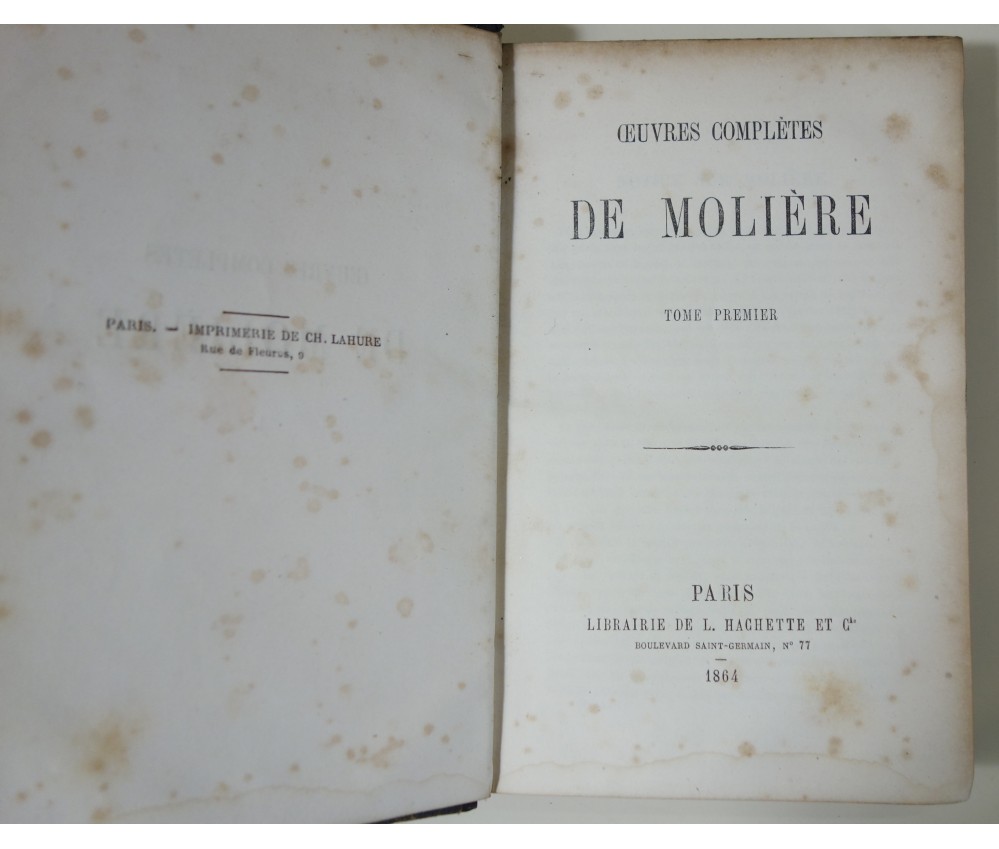 PARIS. — IMPRIMERIE DE CH. LAHURE
Rue de Fleurus, 9
ŒUVRES COMPLÈTES
DE MOLIÈRE
TOME PREMIER
PARIS
LIBRAIRIE DE L. HACHETTE ET Cie
BOULEVARD SAINT-GERMAIN, N° 77
1864